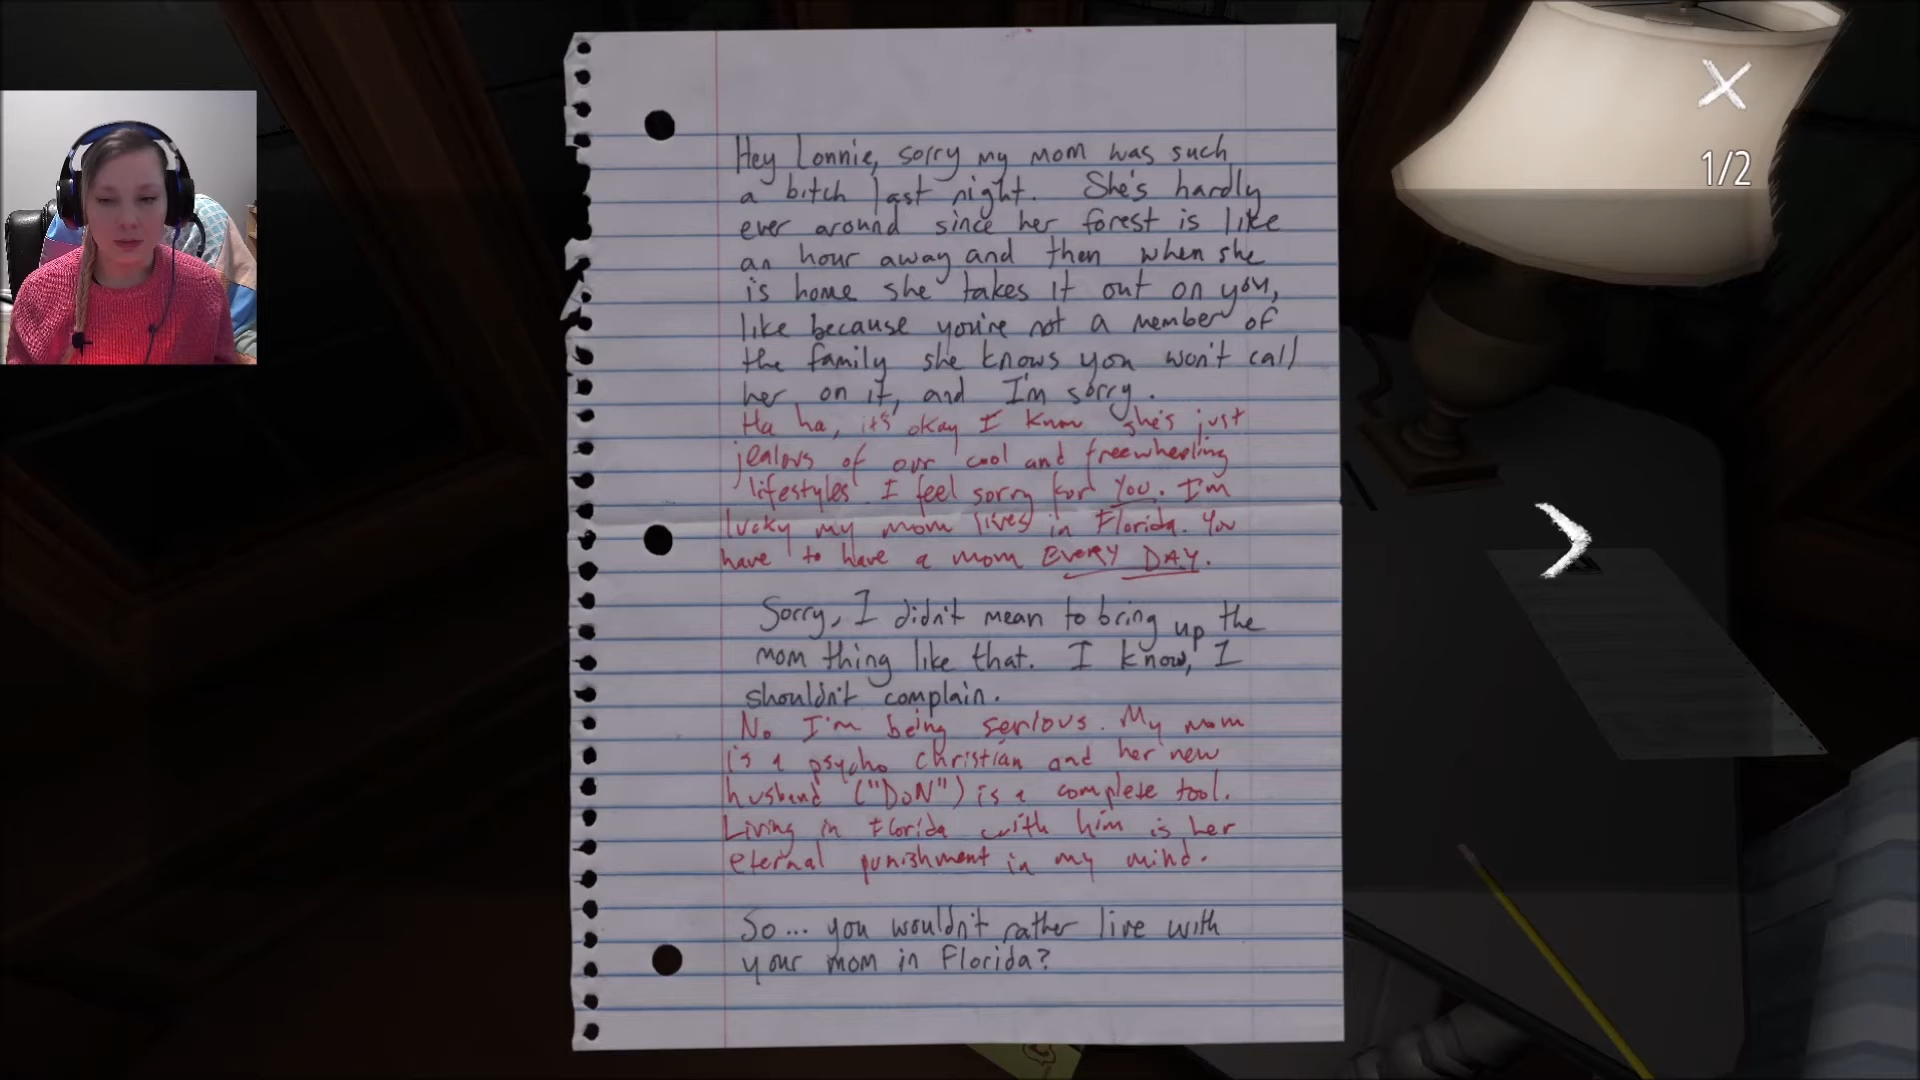 Hey Lonnie, sorry my mom was such
a bitch last night. She's hardly
ever around since her forest is like
an hour away and then when she
is home she takes it out on you,
like because you're not a member of
the family she knows you won't call
her on it, and I'm sorry.
Ha ha, it's okay I know she's just
jealous of our cool and freewheeling
lifestyles I feel sorry for YOU. I'm
lucky my mom lives in Florida. You
have to have a mom EVERY DAY.
Sorry, I didn't mean to bring up the
mom thing like that. I know, I
shouldn't complain.
No I'm being serious. My mom
is a psycho christian and her new
husband ("DoN") is a complete tool.
Living in Florida with him is her
eternal punishment in my mind.
So... you wouldn't rather live with
your mom in Florida?
1/2